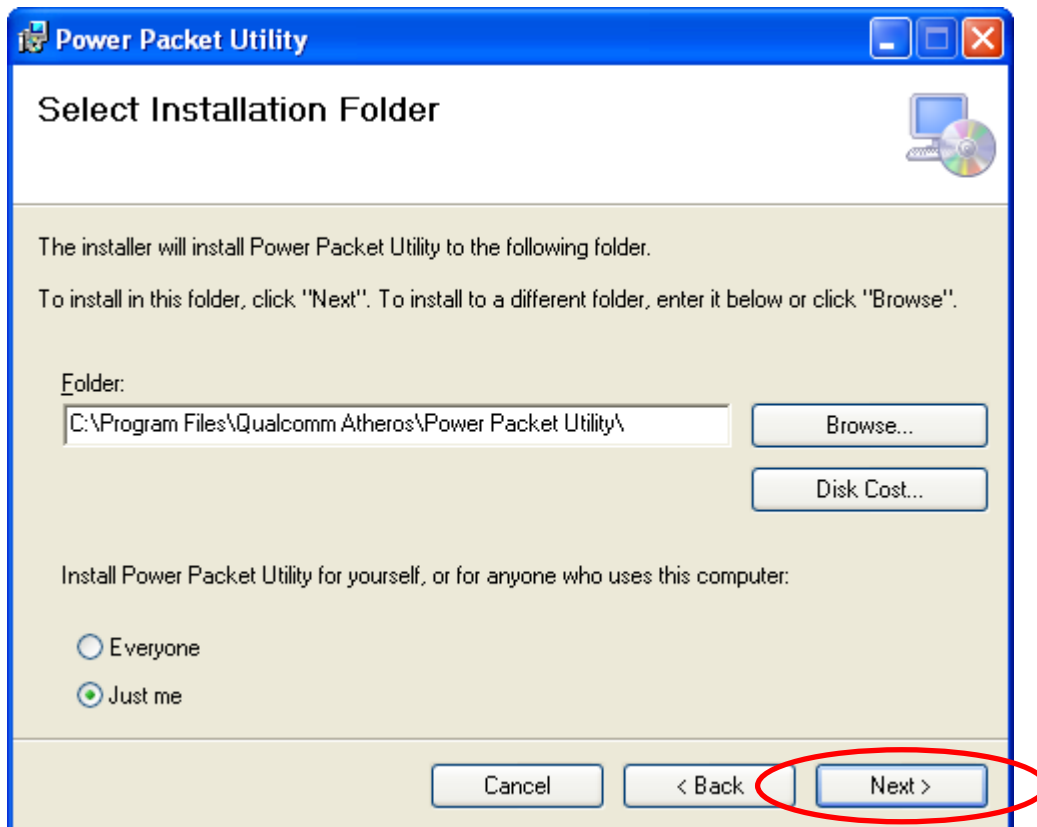 Power Packet Utility
Select Installation Folder
The installer will install Power Packet Utility to the following folder.
To install in this folder, click "Next". To install to a different folder, enter it below or click "Browse".
Folder:
C:\Program Files\Qualcomm Atheros\Power Packet Utility\
Browse...
Disk Cost...
Install Power Packet Utility for yourself, or for anyone who uses this computer:
Everyone
Just me
Cancel
< Back
Next >